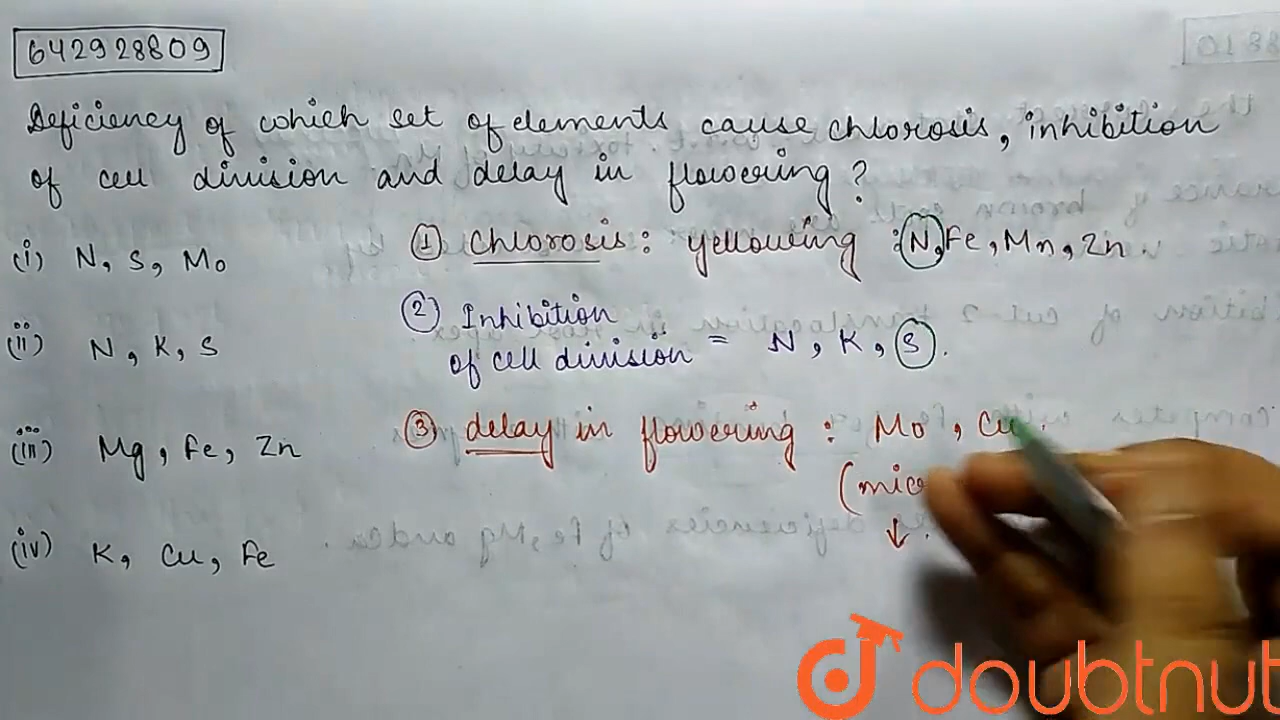 642928809
Deficiency of which set of elements cause chlorosis, inhibition
of cell division and delay in flowering ?
(i) N, S, Mo
(ii) N, K, S
(iii) Mg, Fe, Zn
(iv) K, Cu, Fe
① Chlorosis : yellowing : N, Fe, Mn, Zn .
② Inhibition
of cell division = N, K, S .
③ delay in flowering : Mo , Cu .
doubtnut